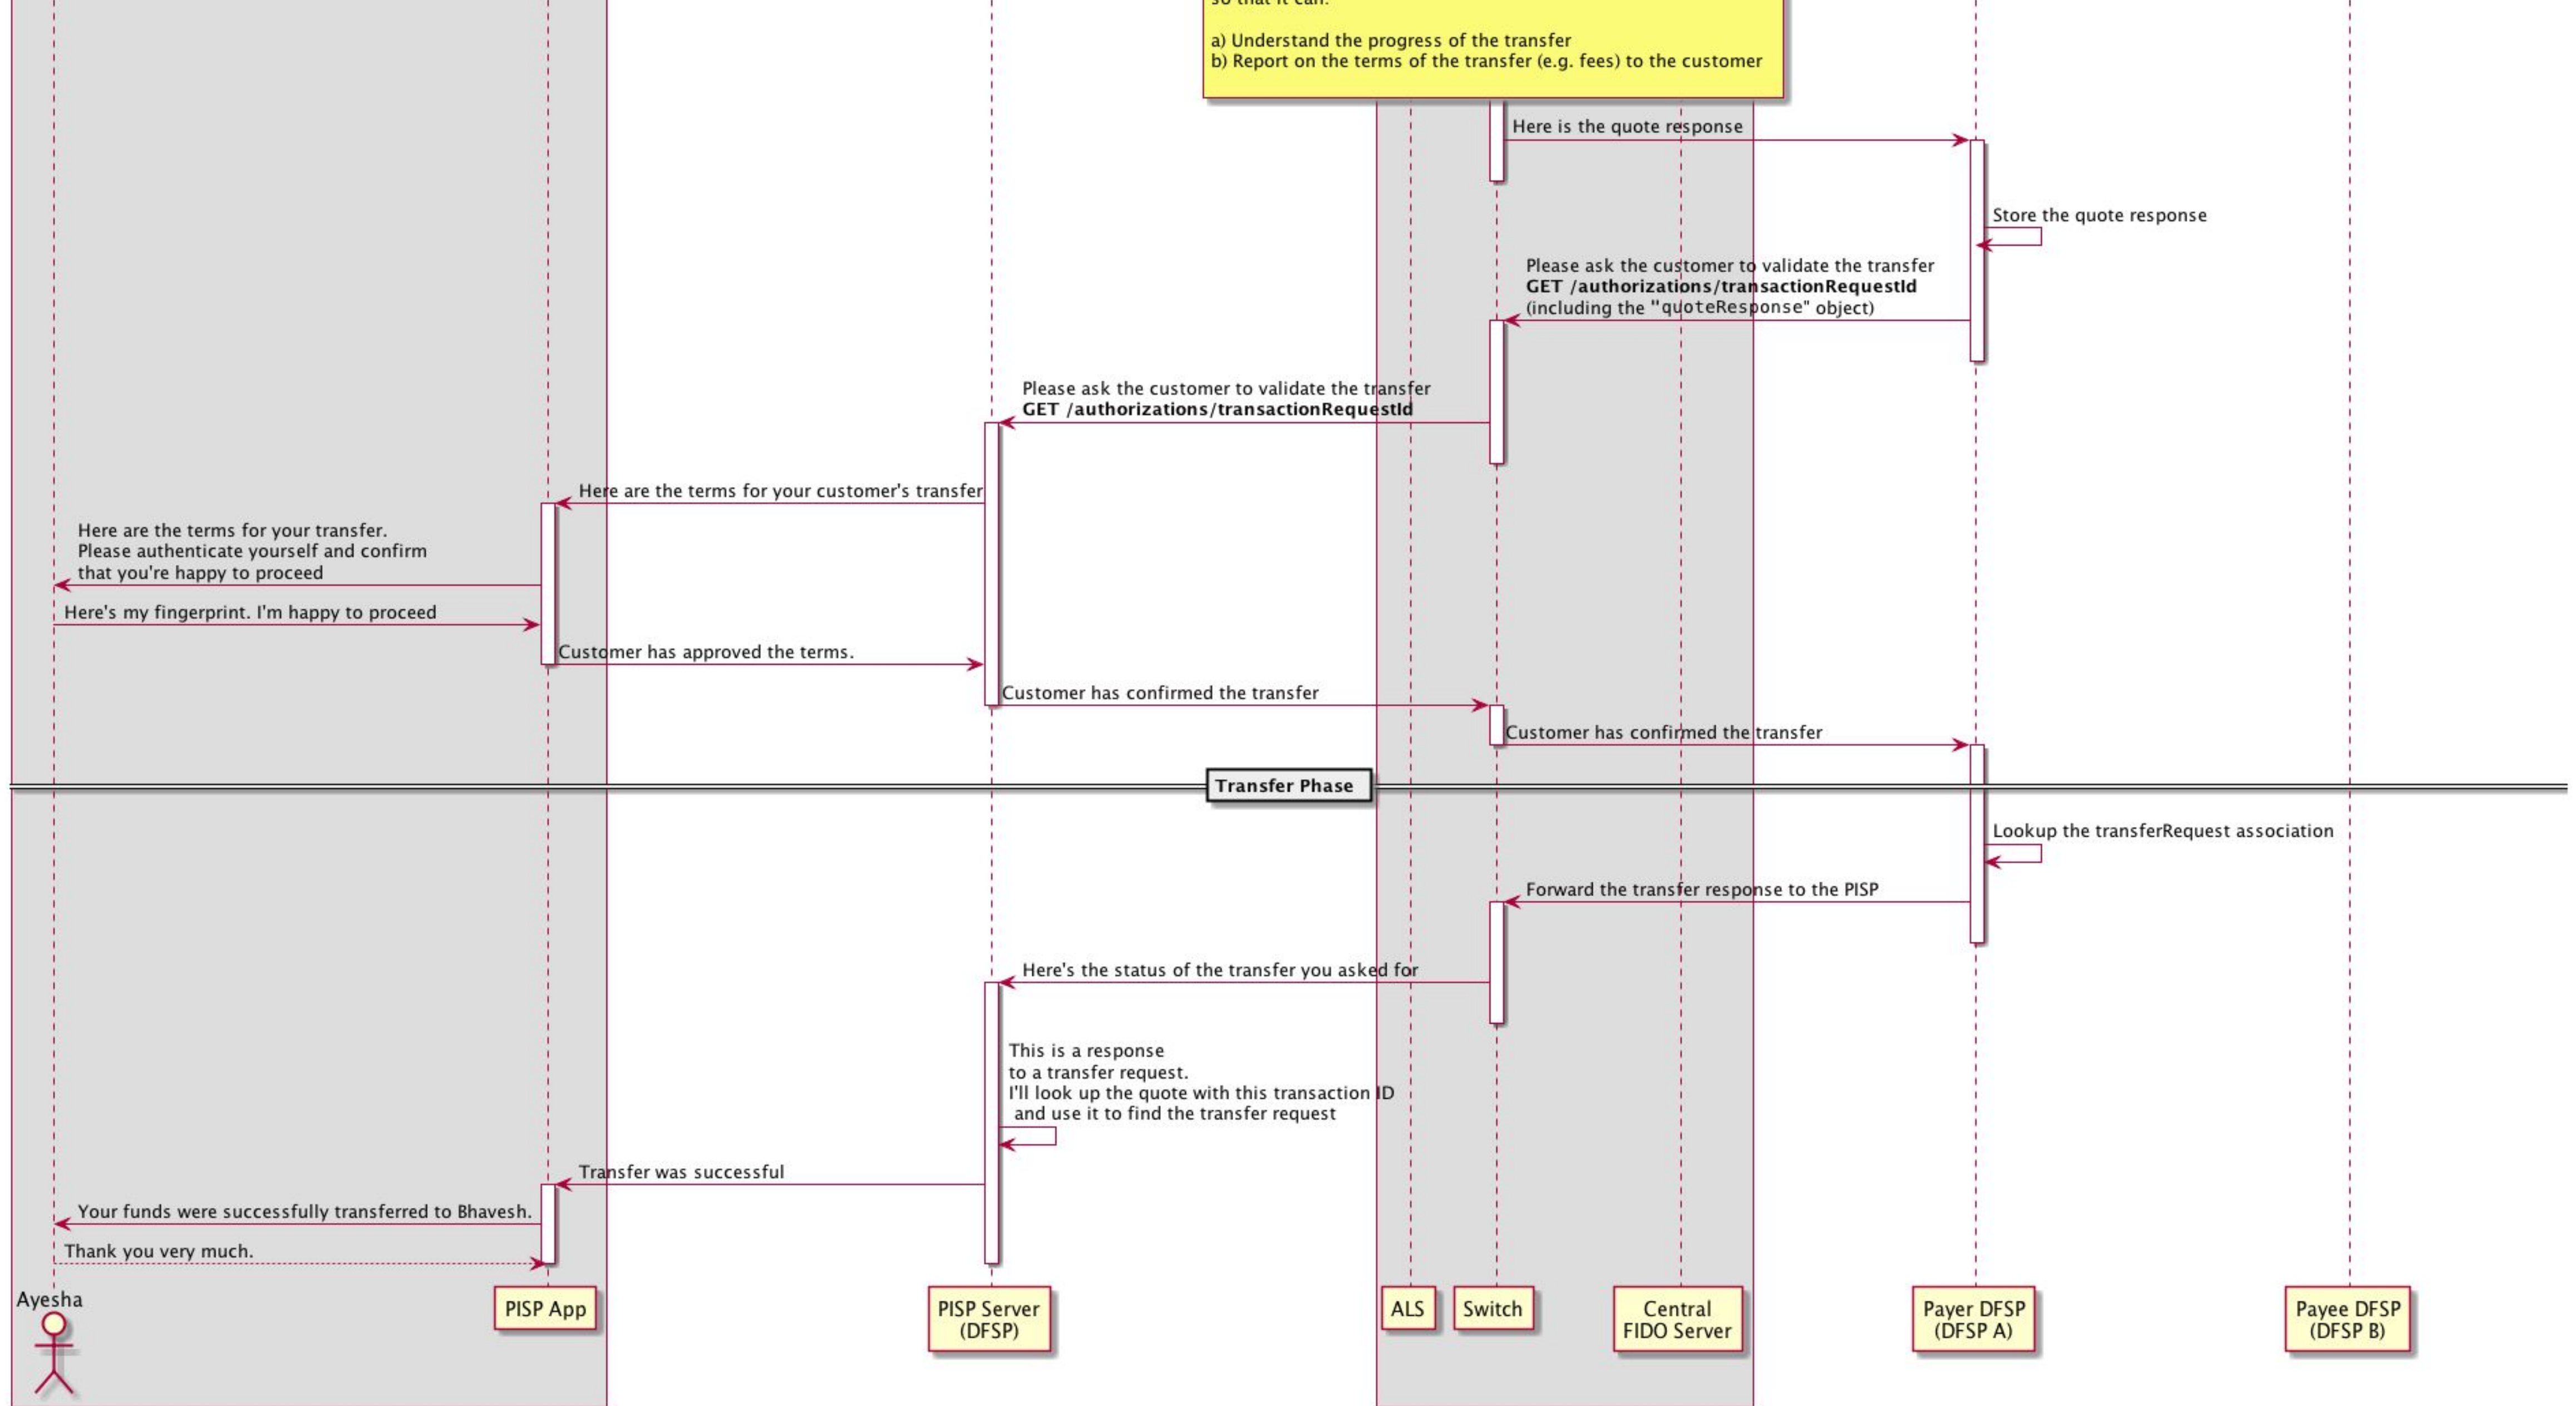 so that it can:
a) Understand the progress of the transfer
b) Report on the terms of the transfer (e.g. fees) to the customer
Here is the quote response
Store the quote response
Please ask the customer to validate the transfer
GET /authorizations/transactionRequestId
(including the "quoteResponse" object)
Please ask the customer to validate the transfer
GET /authorizations/transactionRequestId
Here are the terms for your customer's transfer
Here are the terms for your transfer.
Please authenticate yourself and confirm
that you're happy to proceed
Here's my fingerprint. I'm happy to proceed
Customer has approved the terms.
Customer has confirmed the transfer
Customer has confirmed the transfer
Transfer Phase
Lookup the transferRequest association
Forward the transfer response to the PISP
Here's the status of the transfer you asked for
This is a response
to a transfer request.
I'll look up the quote with this transaction ID
and use it to find the transfer request
Transfer was successful
Your funds were successfully transferred to Bhavesh.
Thank you very much.
Ayesha
PISP App
PISP Server
(DFSP)
ALS
Switch
Central
FIDO Server
Payer DFSP
(DFSP A)
Payee DFSP
(DFSP B)